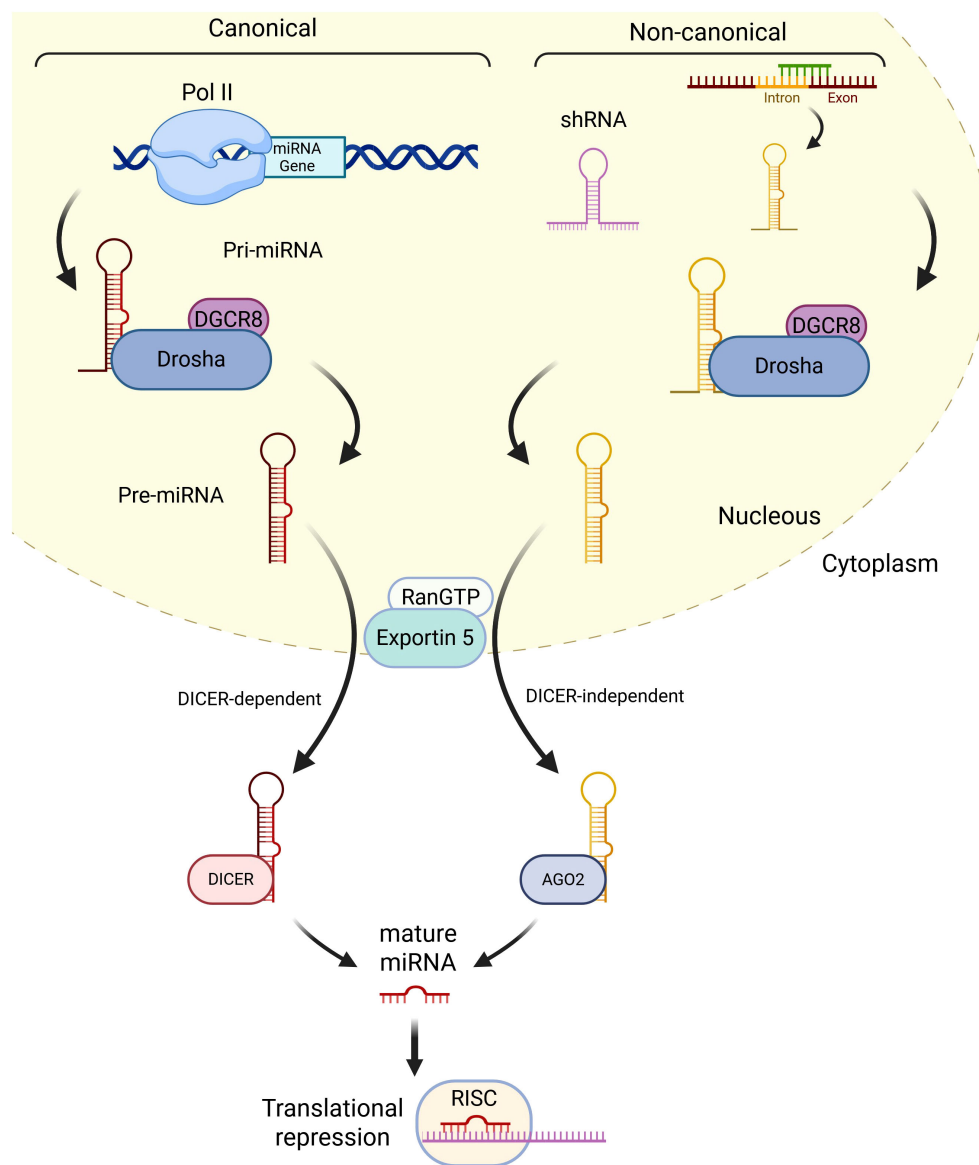 Canonical
Non-canonical
Pol II
miRNA
Gene
shRNA
Intron
Exon
Pri-miRNA
DGCR8
Drosha
DGCR8
Drosha
Pre-miRNA
Nucleous
Cytoplasm
RanGTP
Exportin 5
DICER-dependent
DICER-independent
DICER
AGO2
mature
miRNA
Translational
repression
RISC